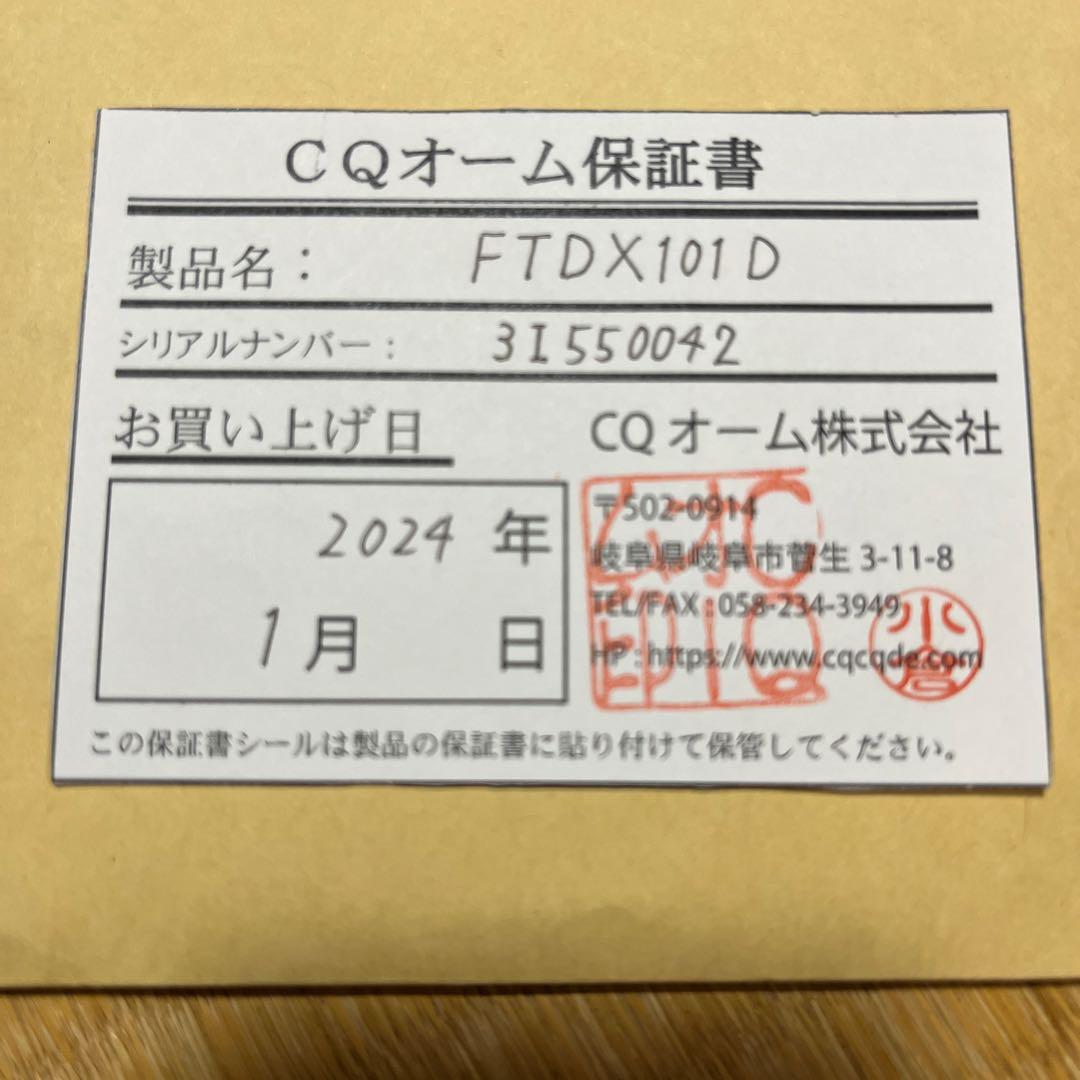 CQオーム保証書
製品名： FTDX101D
シリアルナンバー： 3I550042
お買い上げ日
2024 年
1 月 日
CQオーム株式会社
〒502-0914
岐阜県岐阜市菅生 3-11-8
TEL/FAX : 058-234-3949
HP : https://www.cqcqde.com
小倉
この保証書シールは製品の保証書に貼り付けて保管してください。